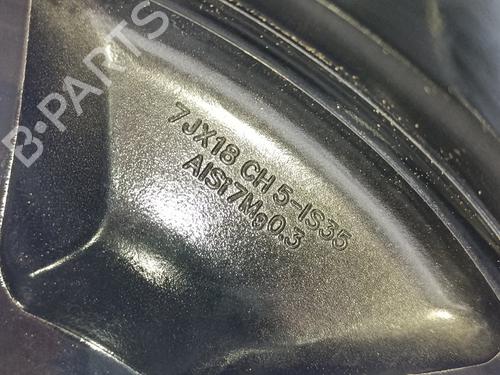 B-PARTS
7JX18 CH 5-IS35
AlSi7Mg0.3